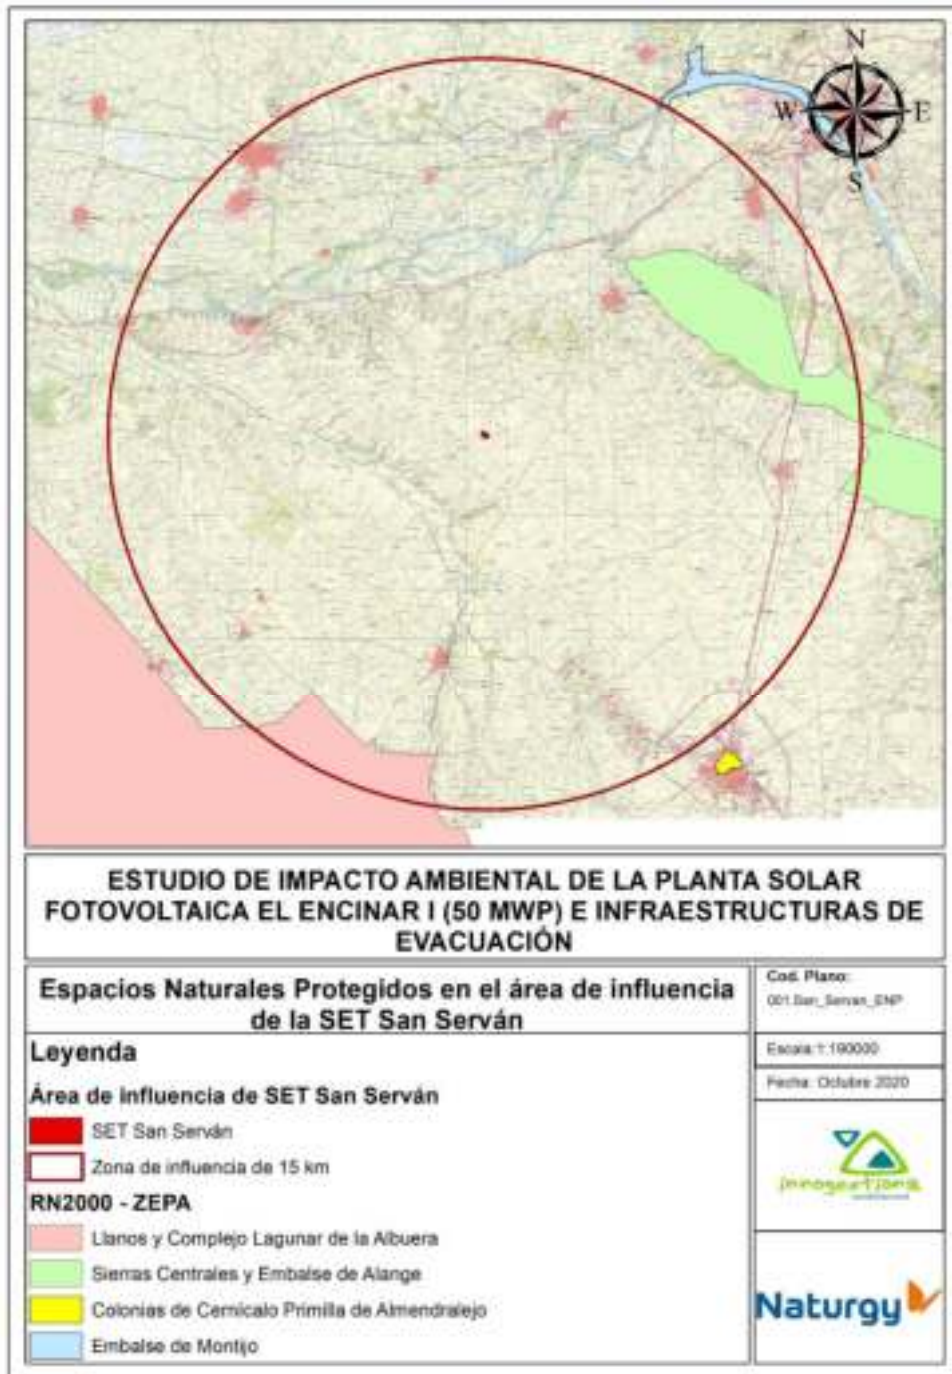 N
W E
S
ESTUDIO DE IMPACTO AMBIENTAL DE LA PLANTA SOLAR
FOTOVOLTAICA EL ENCINAR I (50 MWP) E INFRAESTRUCTURAS DE
EVACUACIÓN
Espacios Naturales Protegidos en el área de influencia
de la SET San Serván
Cod. Plano:
001.San_Servan_ENP
Escala:1:190000
Fecha: Octubre 2020
Leyenda
Área de influencia de SET San Serván
SET San Serván
Zona de influencia de 15 km
RN2000 - ZEPA
Llanos y Complejo Lagunar de la Albuera
Sierras Centrales y Embalse de Alange
Colonias de Cernícalo Primilla de Almendralejo
Embalse de Montijo
innogestiona
Naturgy